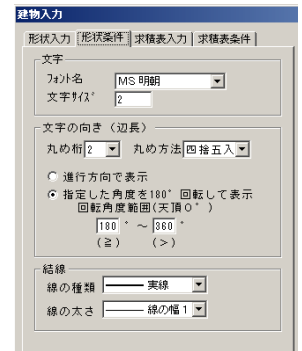 建物入力
形状入力 形状条件 求積表入力 求積表条件
文字
フォント名 MS 明朝
文字サイズ 2
文字の向き（辺長）
丸め桁 2 丸め方法 四捨五入
進行方向で表示
指定した角度を180°回転して表示
回転角度範囲(天頂0°)
180 ° ～ 360 °
(≧) (＞)
結線
線の種類 実線
線の太さ 線の幅 1